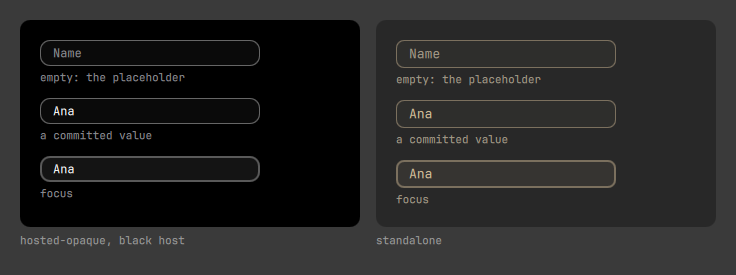 Name
empty: the placeholder
Ana
a committed value
Ana
focus
hosted-opaque, black host
Name
empty: the placeholder
Ana
a committed value
Ana
focus
standalone